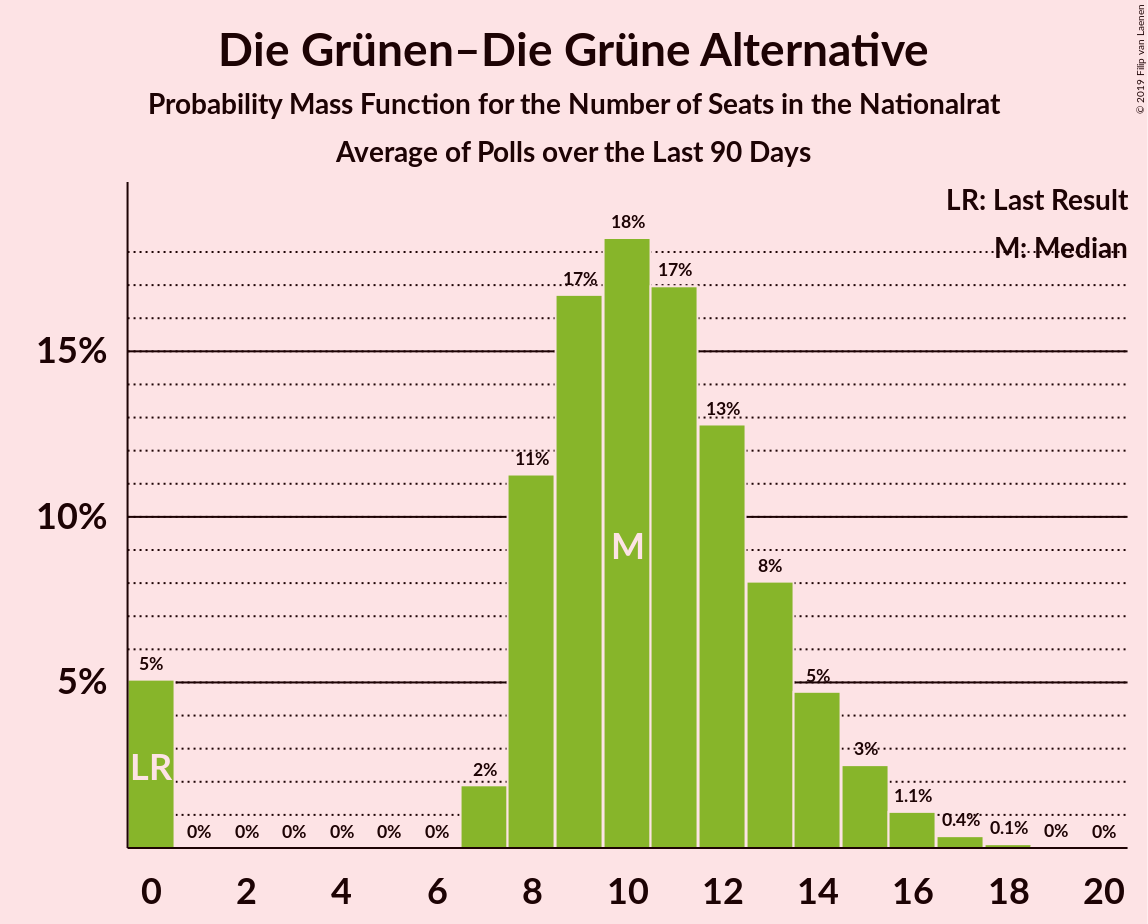 Die Grünen–Die Grüne Alternative
Probability Mass Function for the Number of Seats in the Nationalrat
Average of Polls over the Last 90 Days
© 2019 Filip van Laenen
LR: Last Result
M: Median
18%
17%
17%
15%
13%
11%
10%
M
8%
5%
5%
5%
LR
3%
2%
1.1%
0.4%
0.1%
0%
0%
0%
0%
0%
0%
0%
0%
0 2 4 6 8 10 12 14 16 18 20